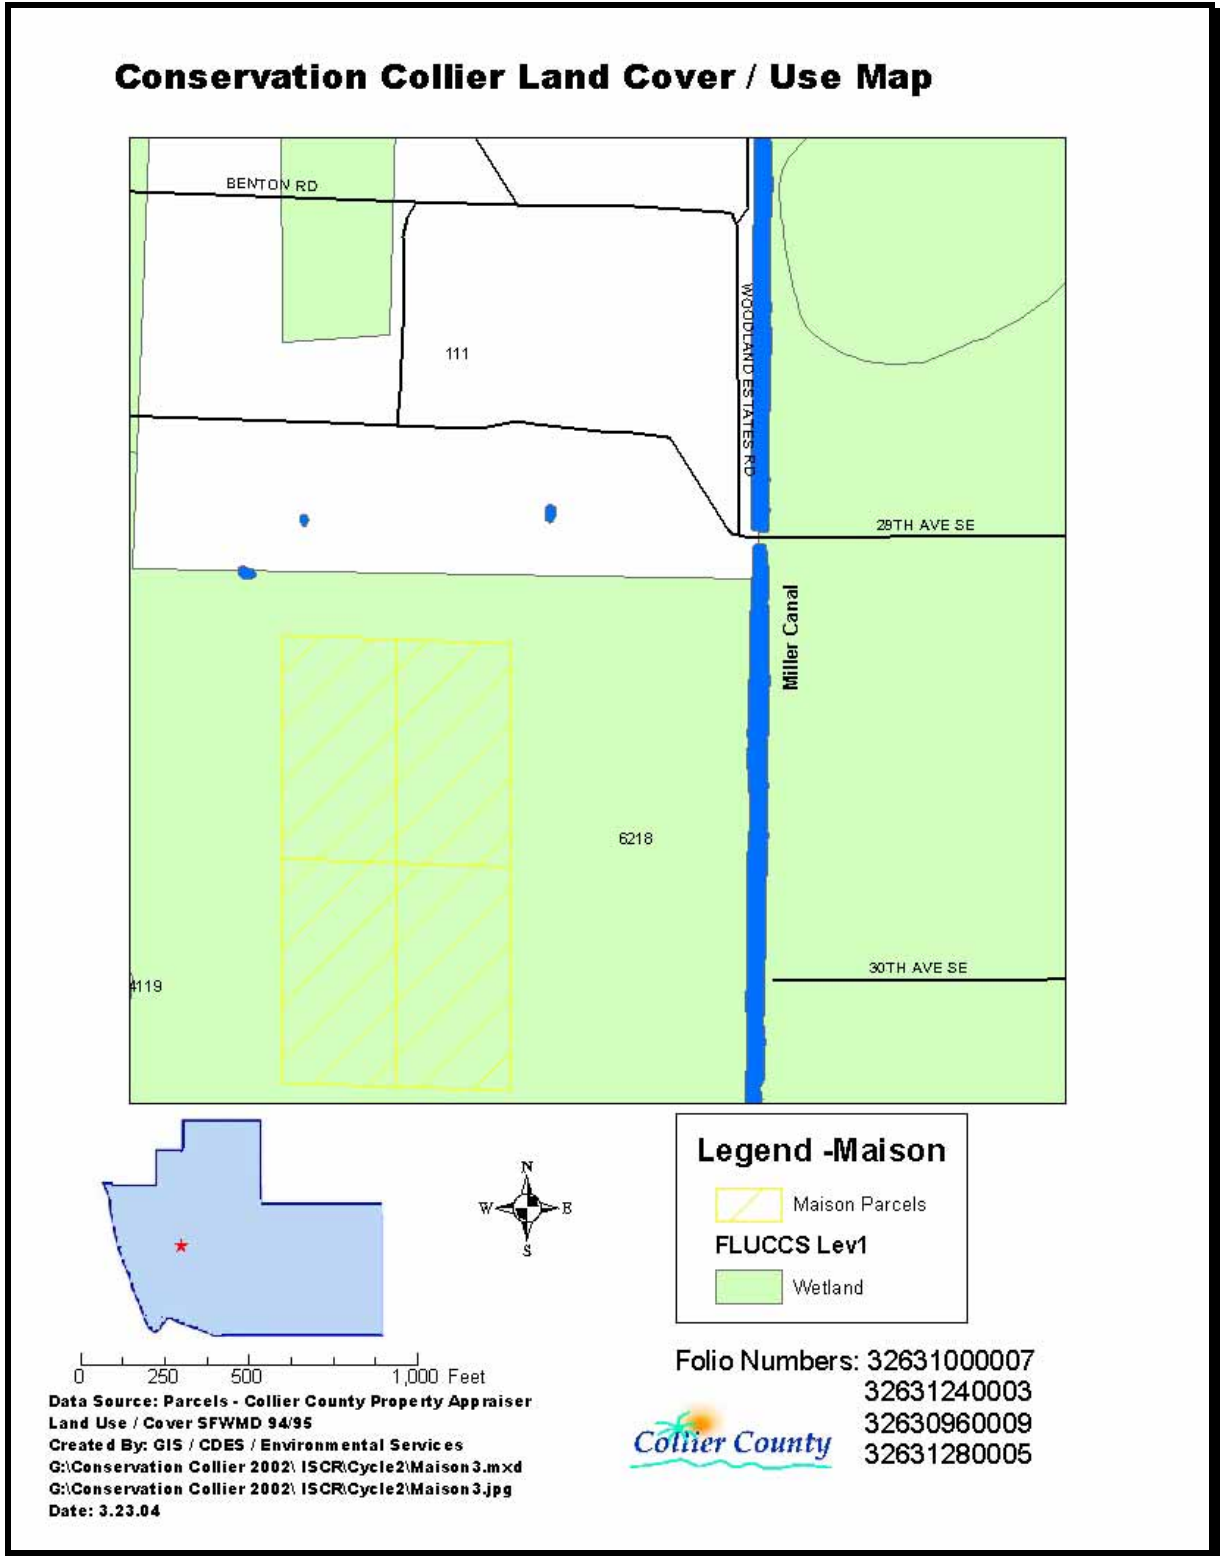 Conservation Collier Land Cover / Use Map
BENTON RD
WOODLAND ESTATES RD
111
28TH AVE SE
Miller Canal
6218
30TH AVE SE
4119
Legend -Maison
Maison Parcels
FLUCCS Lev1
Wetland
N
W E
S
0 250 500 1,000 Feet
Data Source: Parcels - Collier County Property Appraiser
Land Use / Cover SFWMD 94/95
Created By: GIS / CDES / Environmental Services
G:\Conservation Collier 2002\ ISCR\Cycle2\Maison3.mxd
G:\Conservation Collier 2002\ ISCR\Cycle2\Maison3.jpg
Date: 3.23.04
Collier County
Folio Numbers: 32631000007
32631240003
32630960009
32631280005